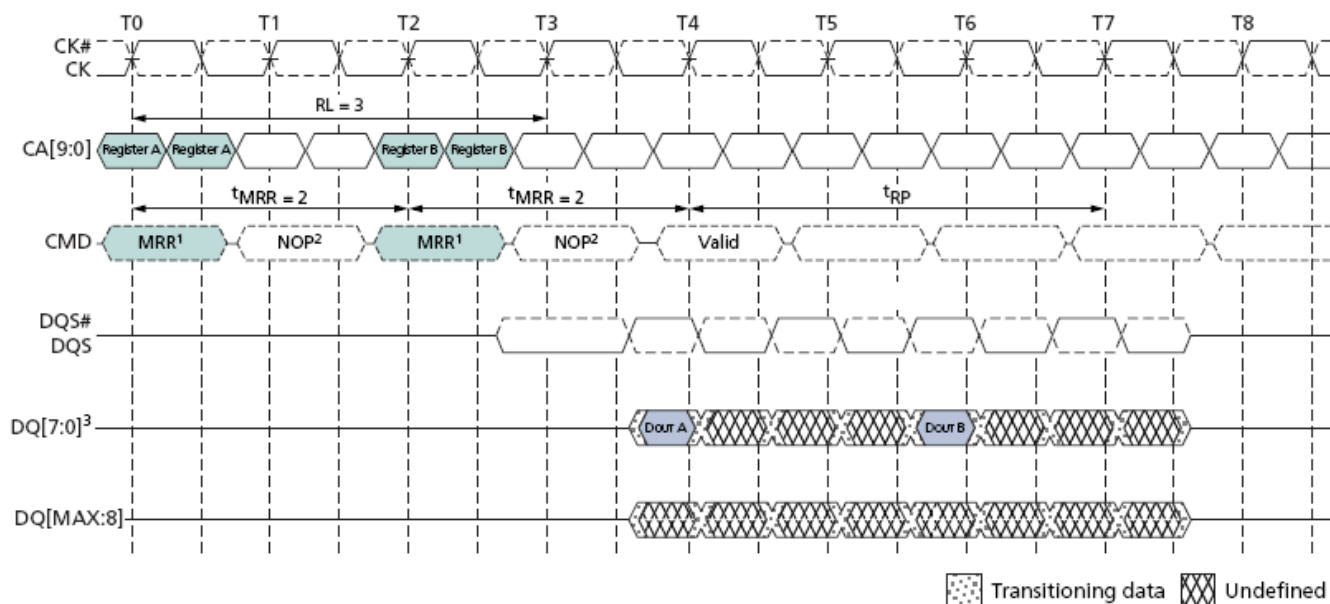 T0 T1 T2 T3 T4 T5 T6 T7 T8
CK#
CK
RL = 3
CA[9:0] Register A Register A Register B Register B
tMRR = 2 tMRR = 2 tRP
CMD MRR¹ NOP² MRR¹ NOP² Valid
DQS#
DQS
DQ[7:0]³ DOUT A DOUT B
DQ[MAX:8]
Transitioning data Undefined